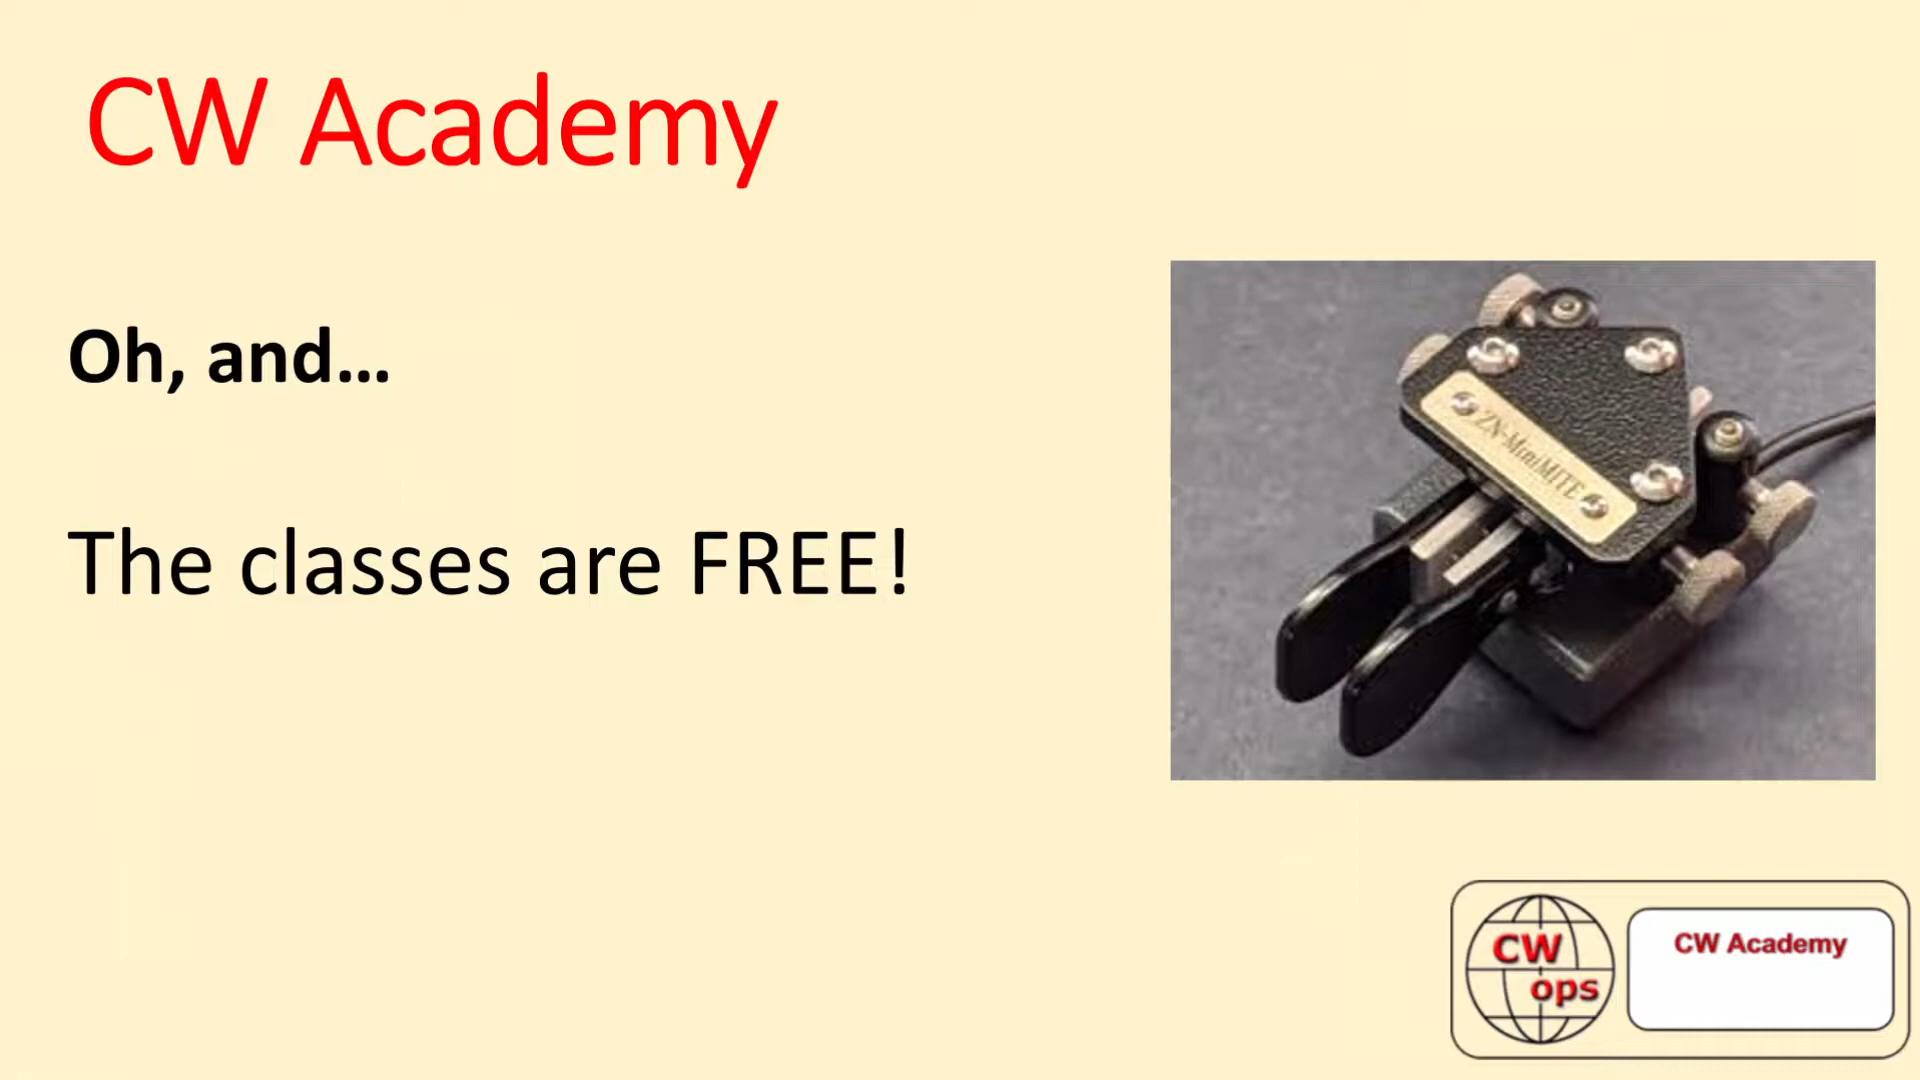 CW Academy
Oh, and…
The classes are FREE!
ZN-MiniMITE
CW
ops
CW Academy